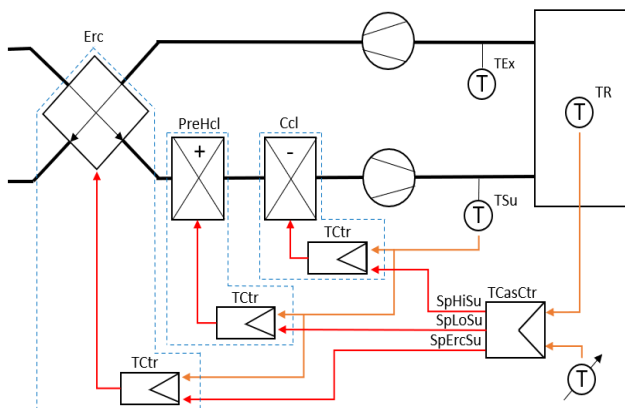 Erc
TEx
T
TR
T
PreHcl
Ccl
+
-
TSu
T
TCtr
TCasCtr
SpHiSu
SpLoSu
SpErcSu
TCtr
TCtr
T